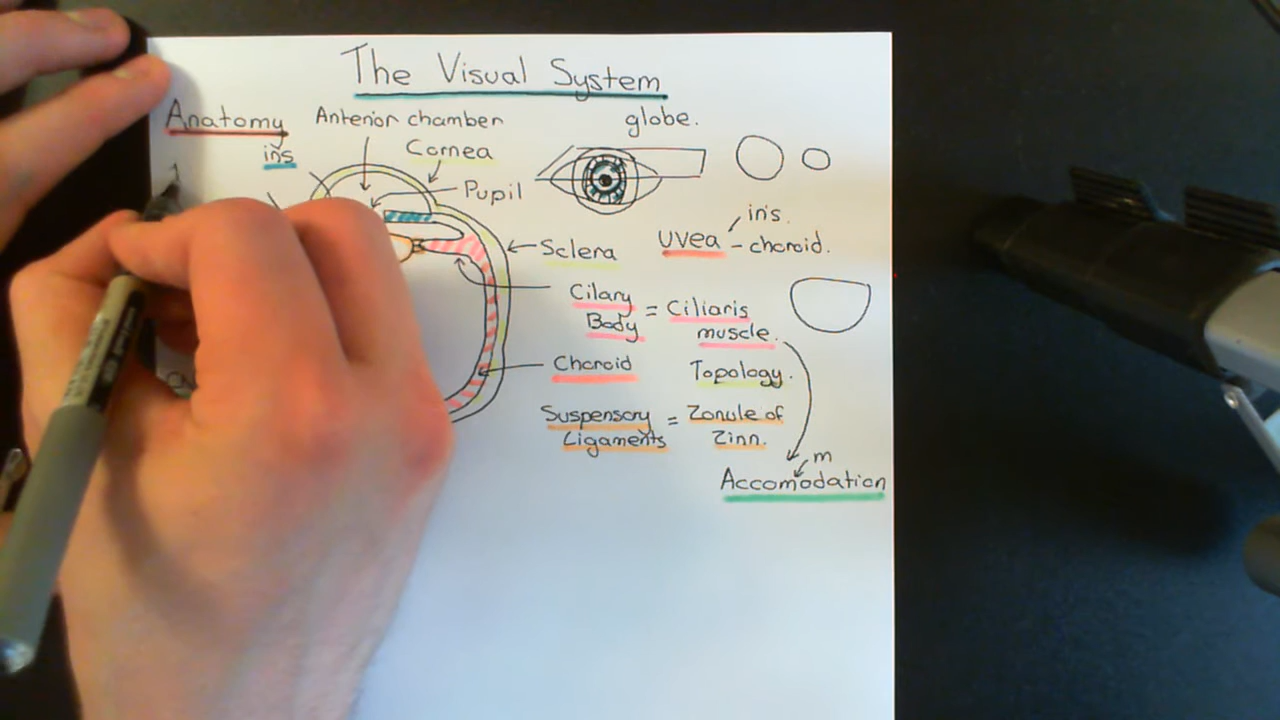 The Visual System
Anatomy
Anterior chamber
globe.
iris
Cornea
Pupil
iris.
Uvea - choroid.
Sclera
Cilary
Body
= Ciliaris
muscle.
Choroid
Topology.
Suspensory
Ligaments
= Zonule of
Zinn.
m
Accomodation